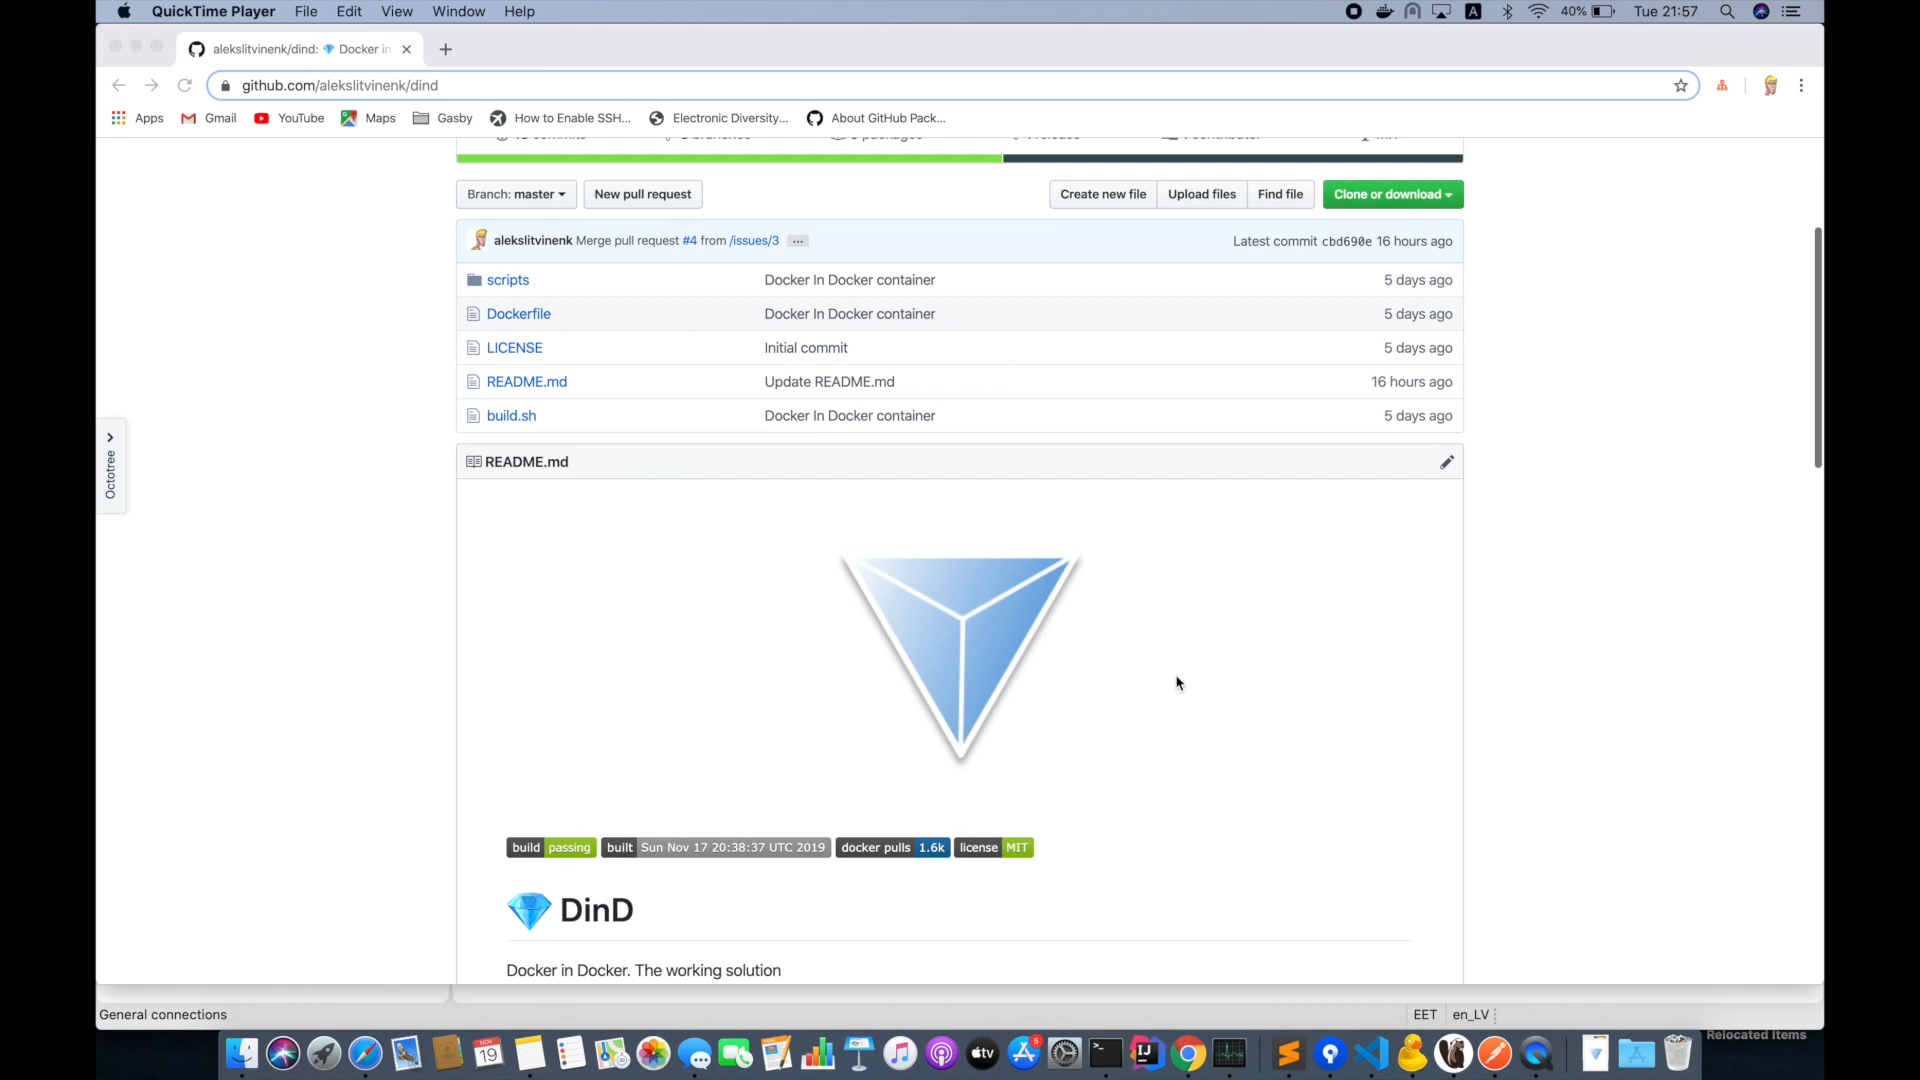 QuickTime Player File Edit View Window Help A 40% Tue 21:57
alekslitvinenk/dind: 💎 Docker in
github.com/alekslitvinenk/dind
Apps Gmail YouTube Maps Gasby How to Enable SSH... Electronic Diversity... About GitHub Pack...
Branch: master New pull request Create new file Upload files Find file Clone or download
alekslitvinenk Merge pull request #4 from /issues/3 ... Latest commit cbd690e 16 hours ago
scripts Docker In Docker container 5 days ago
Dockerfile Docker In Docker container 5 days ago
LICENSE Initial commit 5 days ago
README.md Update README.md 16 hours ago
build.sh Docker In Docker container 5 days ago
Octotree
README.md
build passing built Sun Nov 17 20:38:37 UTC 2019 docker pulls 1.6k license MIT
💎 DinD
Docker in Docker. The working solution
General connections EET en_LV
Relocated Items
NOV
19
tv
5
IJ